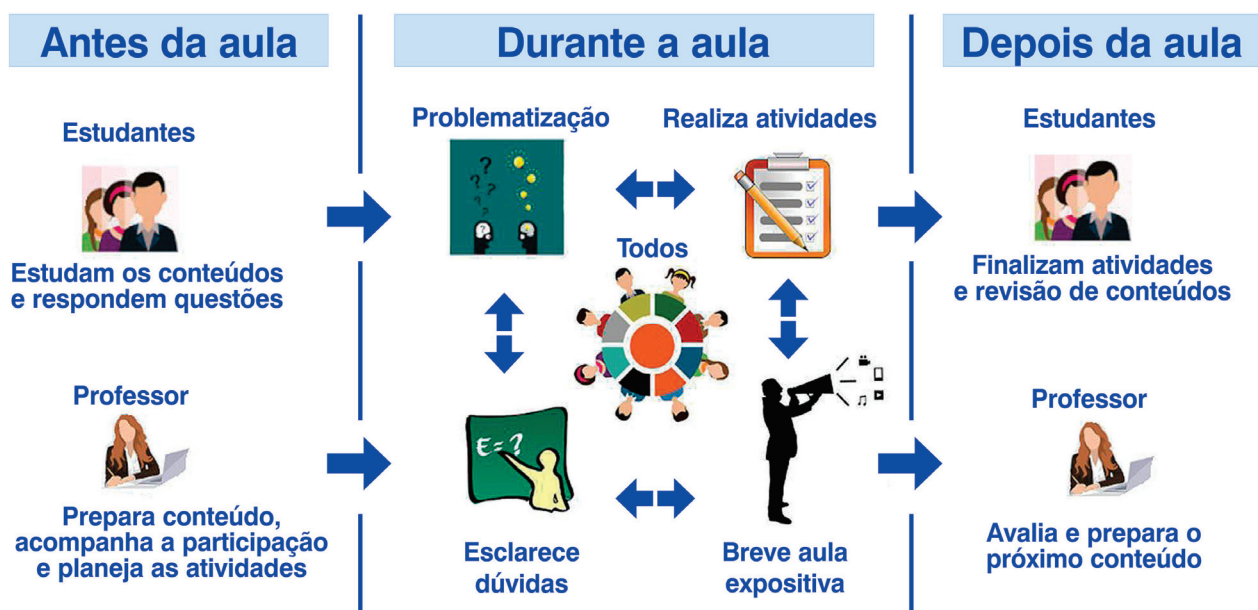 Antes da aula
Estudantes
Estudam os conteúdos
e respondem questões
Professor
Prepara conteúdo,
acompanha a participação
e planeja as atividades
Durante a aula
Problematização
Realiza atividades
Todos
E=?
Esclarece
dúvidas
Breve aula
expositiva
Depois da aula
Estudantes
Finalizam atividades
e revisão de conteúdos
Professor
Avalia e prepara o
próximo conteúdo